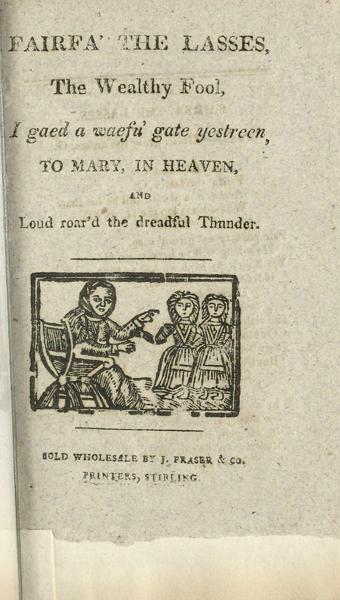 FAIRFA' THE LASSES,
The Wealthy Fool,
I gaed a waefu' gate yestreen,
TO MARY, IN HEAVEN,
AND
Loud roar'd the dreadful Thnnder.
SOLD WHOLESALE BY J. FRASER & CO.
PRINTERS, STIRLING.